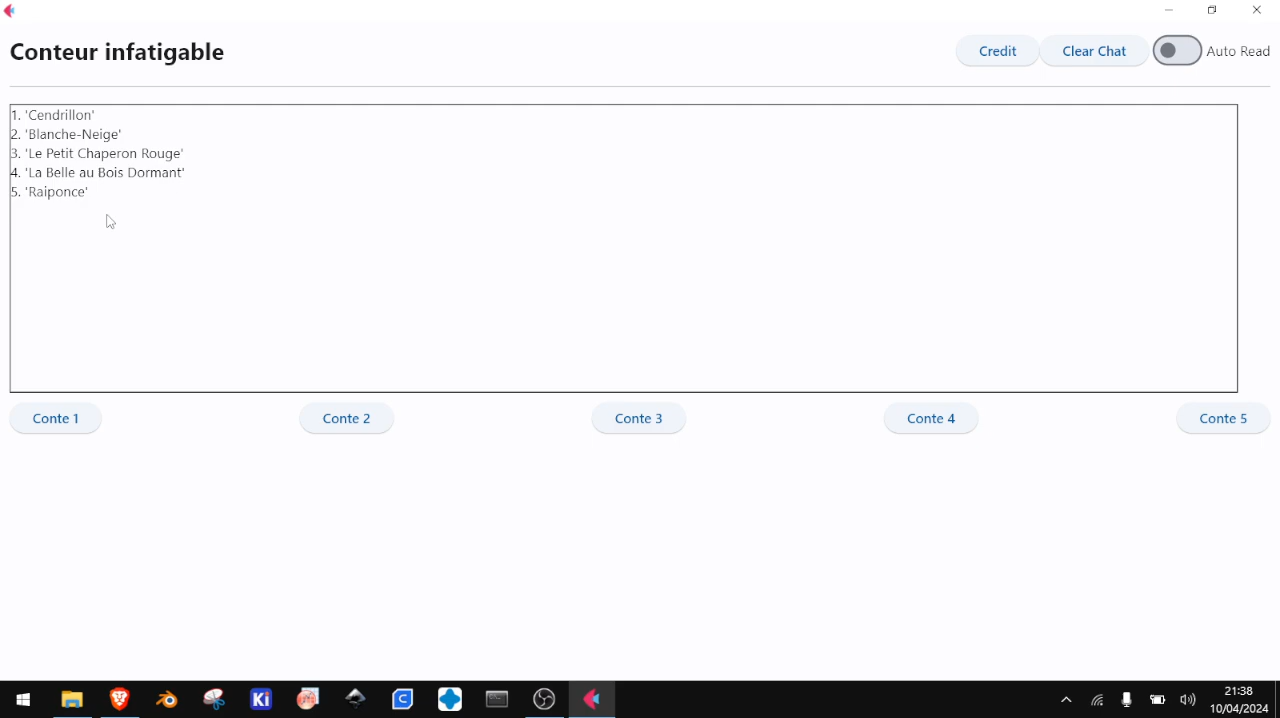 Conteur infatigable
Credit
Clear Chat
Auto Read
1. 'Cendrillon'
2. 'Blanche-Neige'
3. 'Le Petit Chaperon Rouge'
4. 'La Belle au Bois Dormant'
5. 'Raiponce'
Conte 1
Conte 2
Conte 3
Conte 4
Conte 5
Ki
C
21:38
10/04/2024